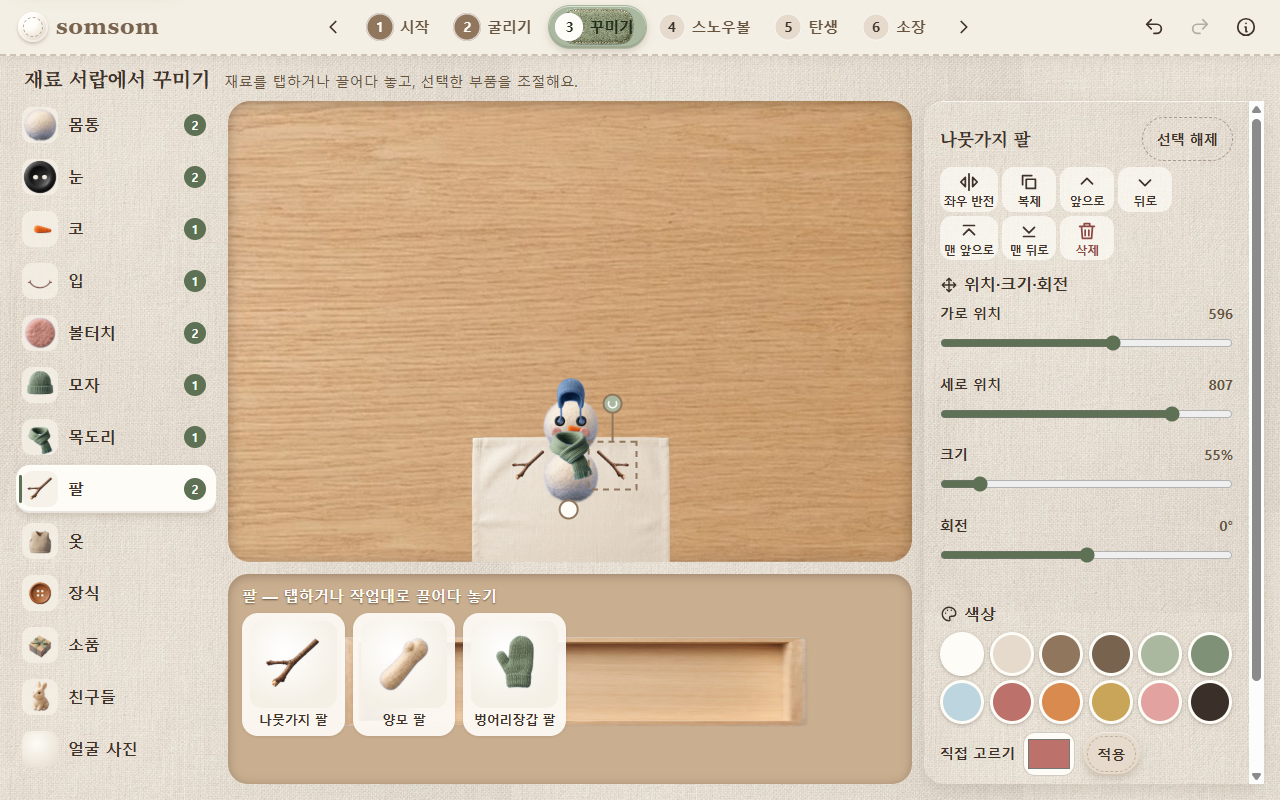 somsom
1 시작
2 굴리기
3 꾸미기
4 스노우볼
5 탄생
6 소장
재료 서랍에서 꾸미기 재료를 탭하거나 끌어다 놓고, 선택한 부품을 조절해요.
몸통 2
눈 2
코 1
입 1
볼터치 2
모자 1
목도리 1
팔 2
옷
장식
소품
친구들
얼굴 사진
팔 — 탭하거나 작업대로 끌어다 놓기
나뭇가지 팔
양모 팔
벙어리장갑 팔
나뭇가지 팔
선택 해제
좌우 반전
복제
앞으로
뒤로
맨 앞으로
맨 뒤로
삭제
위치·크기·회전
가로 위치 596
세로 위치 807
크기 55%
회전 0°
색상
직접 고르기
적용